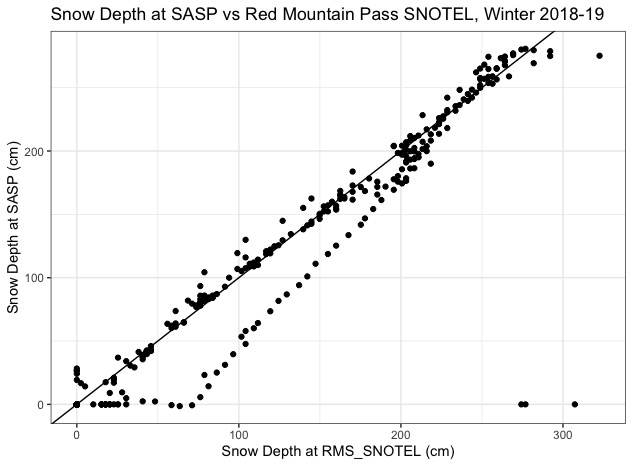 Snow Depth at SASP vs Red Mountain Pass SNOTEL, Winter 2018-19
Snow Depth at SASP (cm)
200
100
0
0 100 200 300
Snow Depth at RMS_SNOTEL (cm)